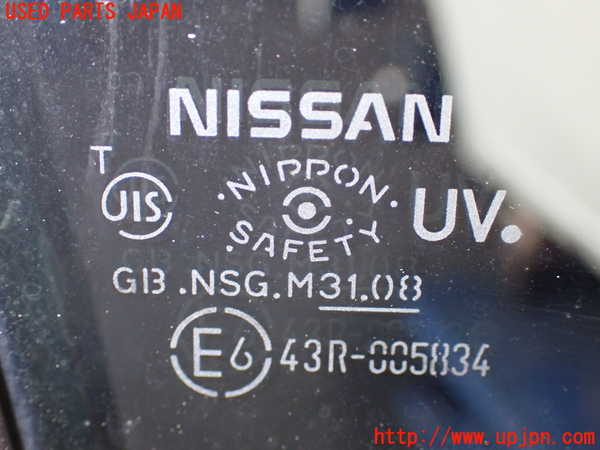 USED PARTS JAPAN
NISSAN
T
JIS
·NIPPON·
·SAFETY·
UV.
GB.NSG.M31.08
E6 43R-005834
http://www.upjpn.com/